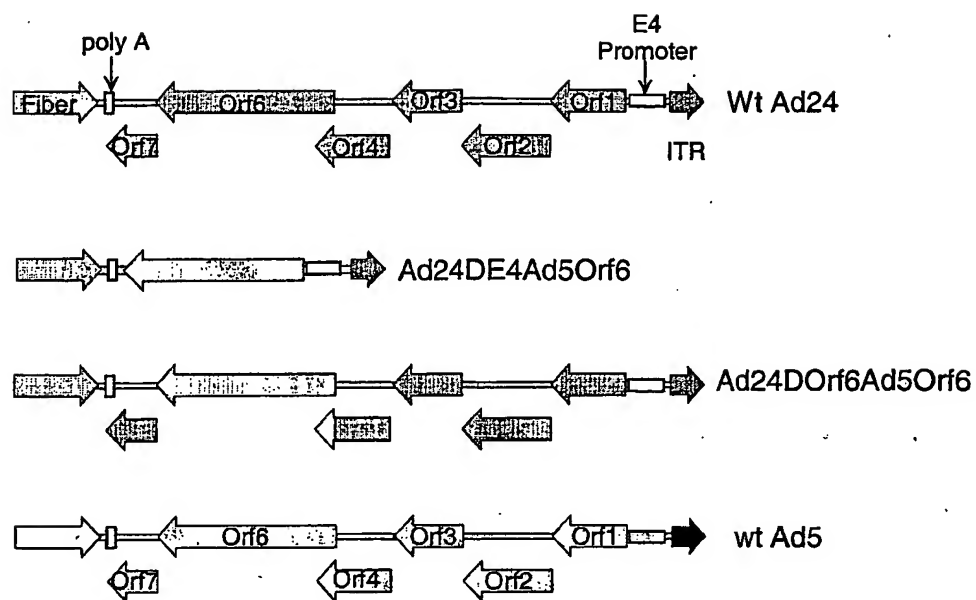 E4
Promoter
poly A
Fiber Orf6 Orf3 Orf1 Wt Ad24
Orf7 Orf4 Orf2 ITR
Ad24DE4Ad5Orf6
Ad24DOrf6Ad5Orf6
Orf6 Orf3 Orf1 wt Ad5
Orf7 Orf4 Orf2